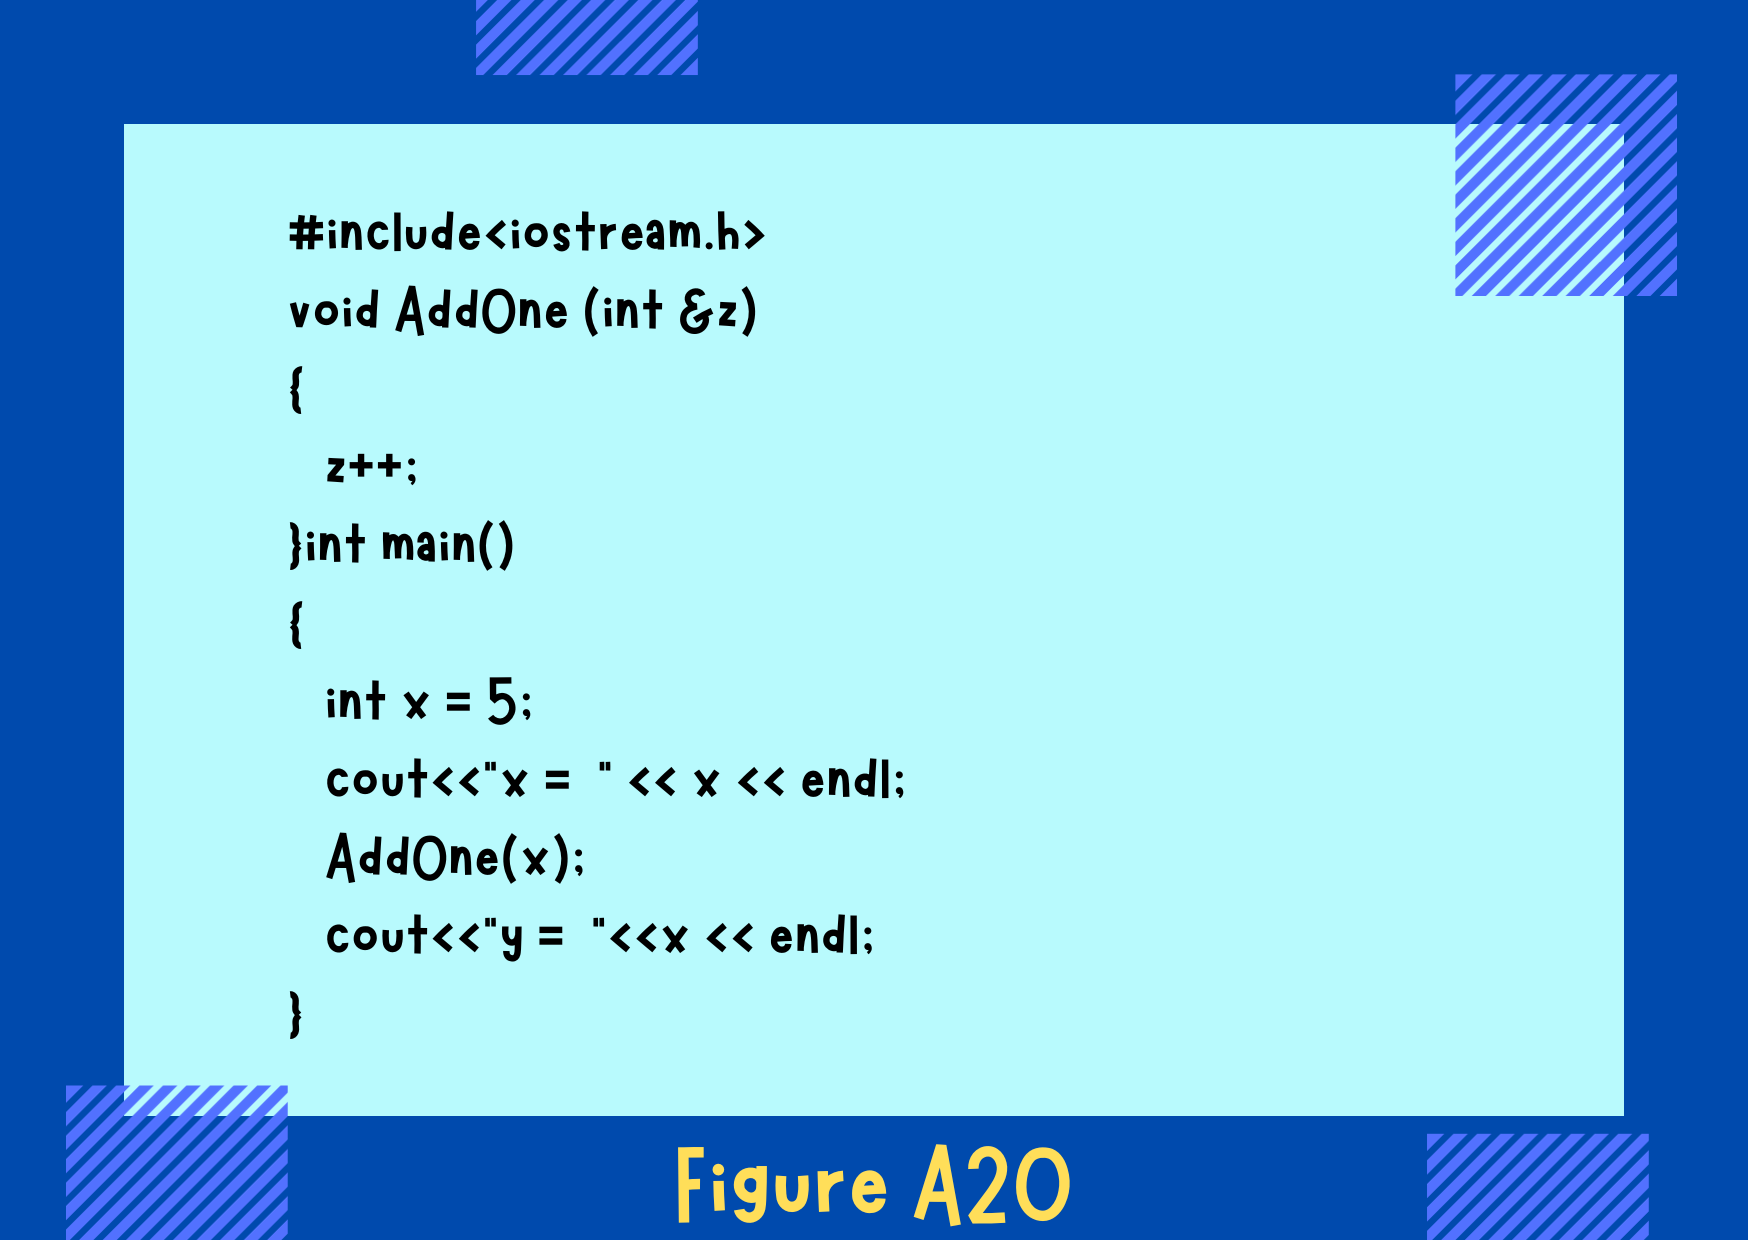 #include<iostream.h>
void AddOne (int &z)
{
z++;
}int main()
{
int x = 5;
cout<<"x =  " << x << endl;
AddOne(x);
cout<<"y =  "<<x << endl;
}
Figure A20